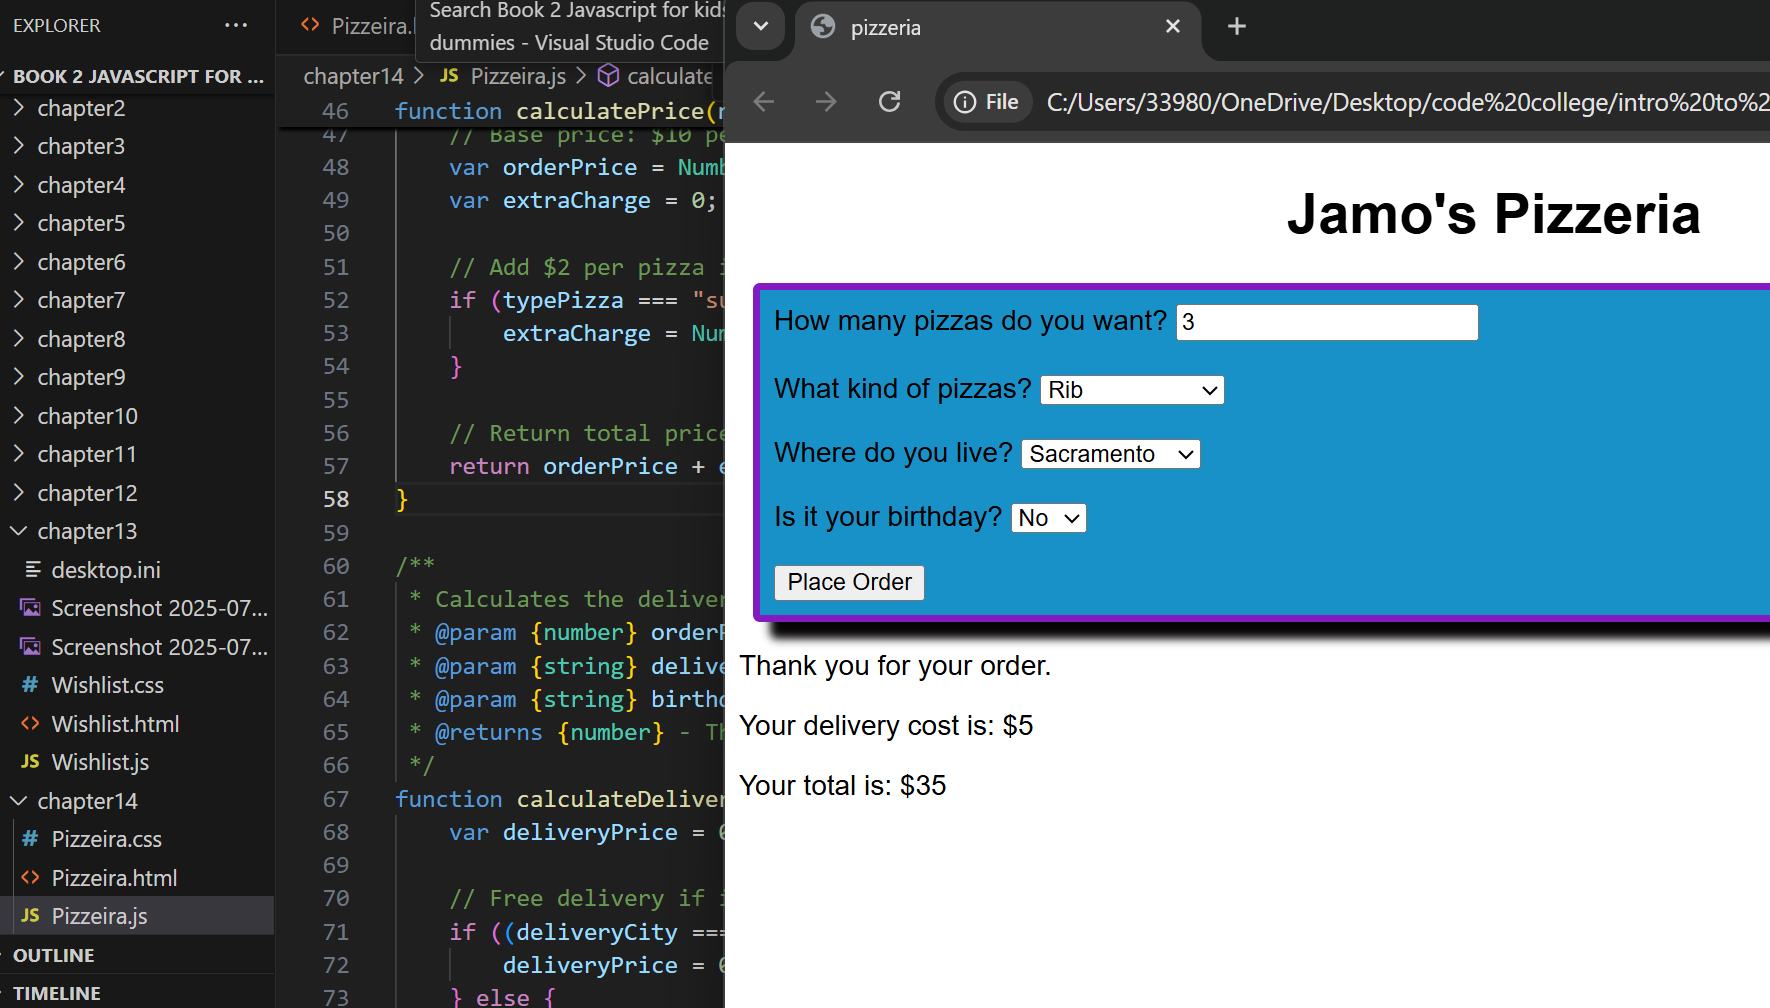 EXPLORER
BOOK 2 JAVASCRIPT FOR ...
chapter2
chapter3
chapter4
chapter5
chapter6
chapter7
chapter8
chapter9
chapter10
chapter11
chapter12
chapter13
desktop.ini
Screenshot 2025-07...
Screenshot 2025-07...
Wishlist.css
Wishlist.html
JS Wishlist.js
chapter14
Pizzeira.css
Pizzeira.html
JS Pizzeira.js
OUTLINE
TIMELINE
Pizzeira.
Search Book 2 Javascript for kids
dummies - Visual Studio Code
chapter14 > JS Pizzeira.js > calculate
46 function calculatePrice(
47 // Base price: $10 pe
48 var orderPrice = Numb
49 var extraCharge = 0;
50
51 // Add $2 per pizza i
52 if (typePizza === "su
53 extraCharge = Num
54 }
55
56 // Return total price
57 return orderPrice + e
58 }
59
60 /**
61 * Calculates the deliver
62 * @param {number} orderP
63 * @param {string} delive
64 * @param {string} birthd
65 * @returns {number} - Th
66 */
67 function calculateDeliver
68 var deliveryPrice = 0
69
70 // Free delivery if i
71 if ((deliveryCity ===
72 deliveryPrice = 0
73 } else {
pizzeria
File C:/Users/33980/OneDrive/Desktop/code%20college/intro%20to%2
Jamo's Pizzeria
How many pizzas do you want? 3
What kind of pizzas? Rib
Where do you live? Sacramento
Is it your birthday? No
Place Order
Thank you for your order.
Your delivery cost is: $5
Your total is: $35